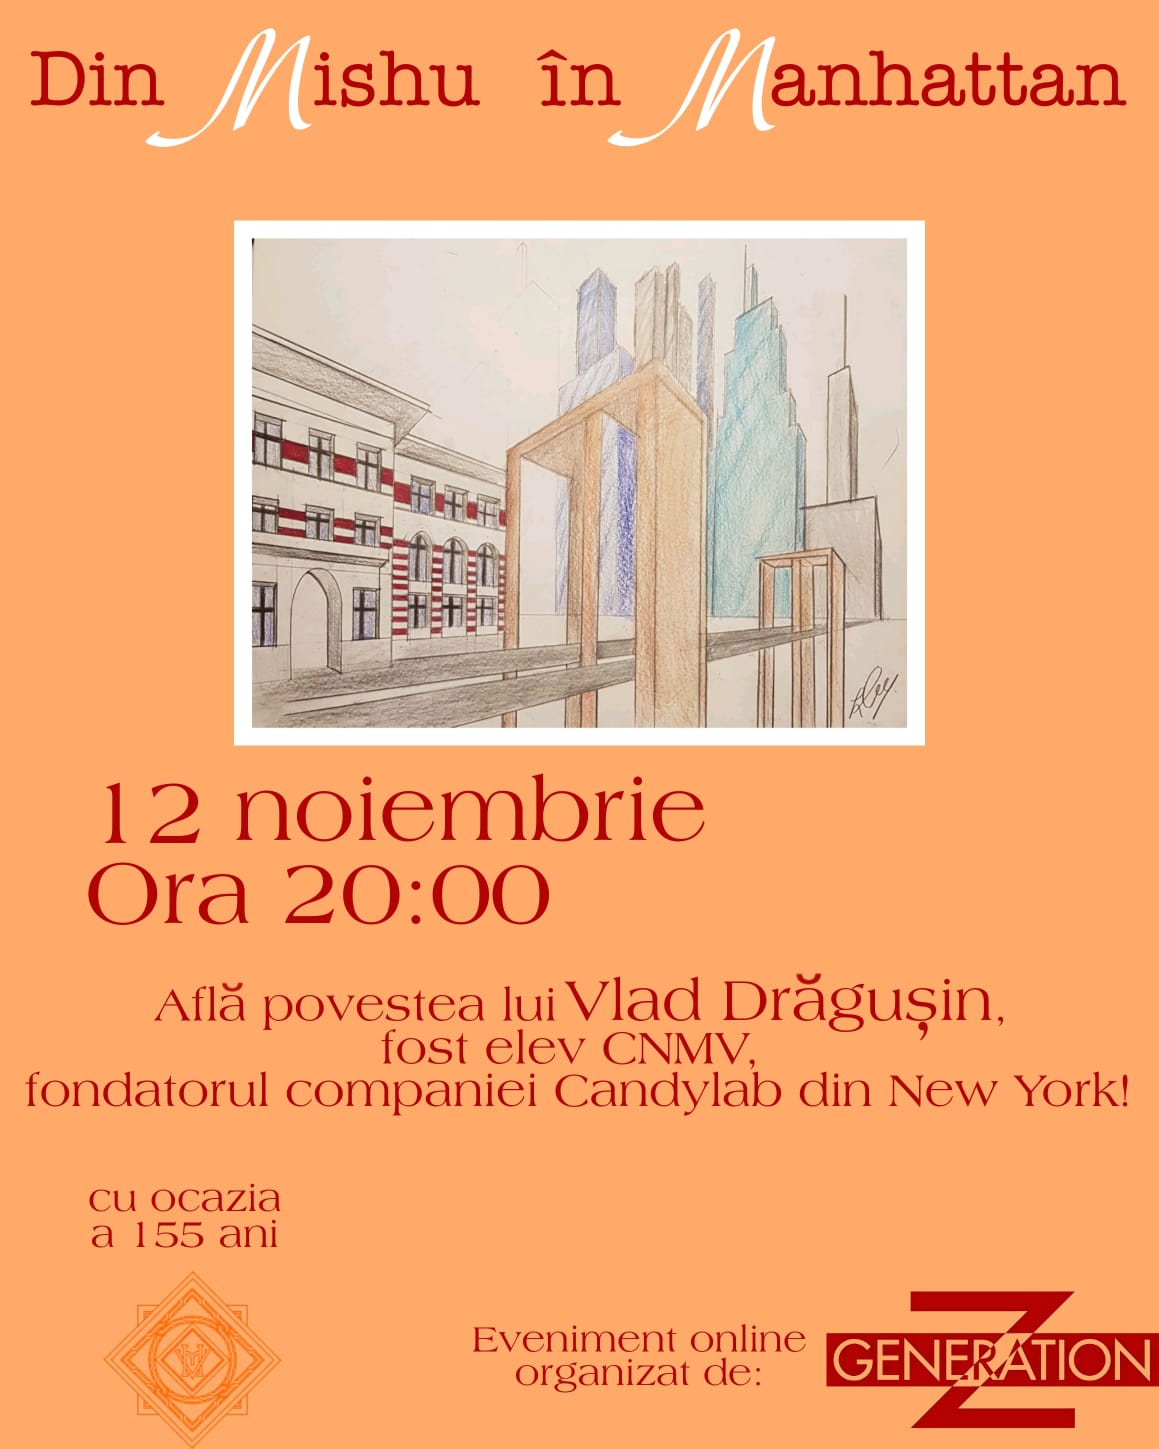 Din Mishu în Manhattan
12 noiembrie
Ora 20:00
Află povestea lui Vlad Drăgușin,
fost elev CNMV,
fondatorul companiei Candylab din New York!
cu ocazia
a 155 ani
Eveniment online
organizat de:
GENERATION
Z